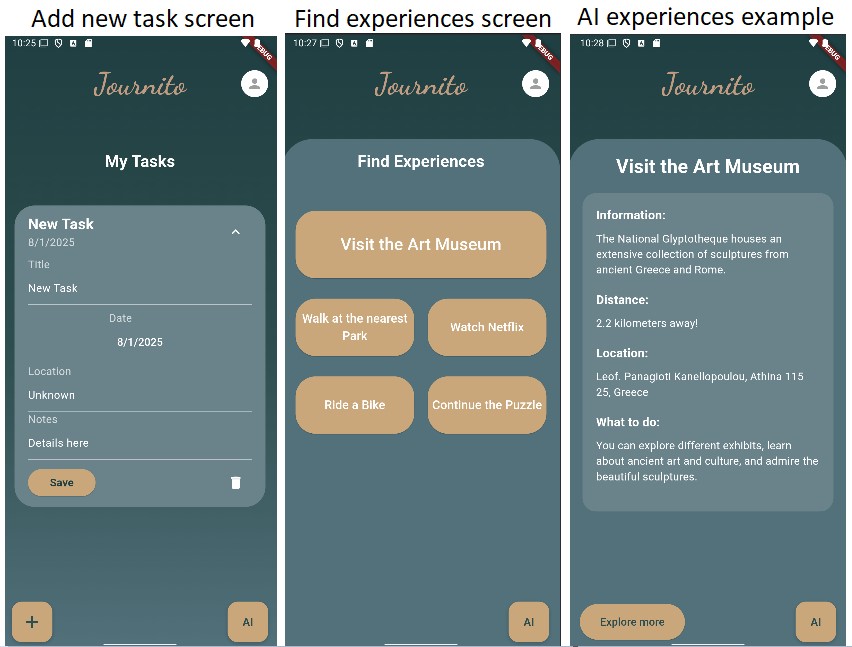 Add new task screen
10:25
DEBUG
Journito
My Tasks
New Task
8/1/2025
Title
New Task
Date
8/1/2025
Location
Unknown
Notes
Details here
Save
+
AI
Find experiences screen
10:27
DEBUG
Journito
Find Experiences
Visit the Art Museum
Walk at the nearest
Park
Watch Netflix
Ride a Bike
Continue the Puzzle
AI
AI experiences example
10:28
DEBUG
Journito
Visit the Art Museum
Information:
The National Glyptotheque houses an
extensive collection of sculptures from
ancient Greece and Rome.
Distance:
2.2 kilometers away!
Location:
Leof. Panagioti Kanellopoulou, Athina 115
25, Greece
What to do:
You can explore different exhibits, learn
about ancient art and culture, and admire the
beautiful sculptures.
Explore more
AI